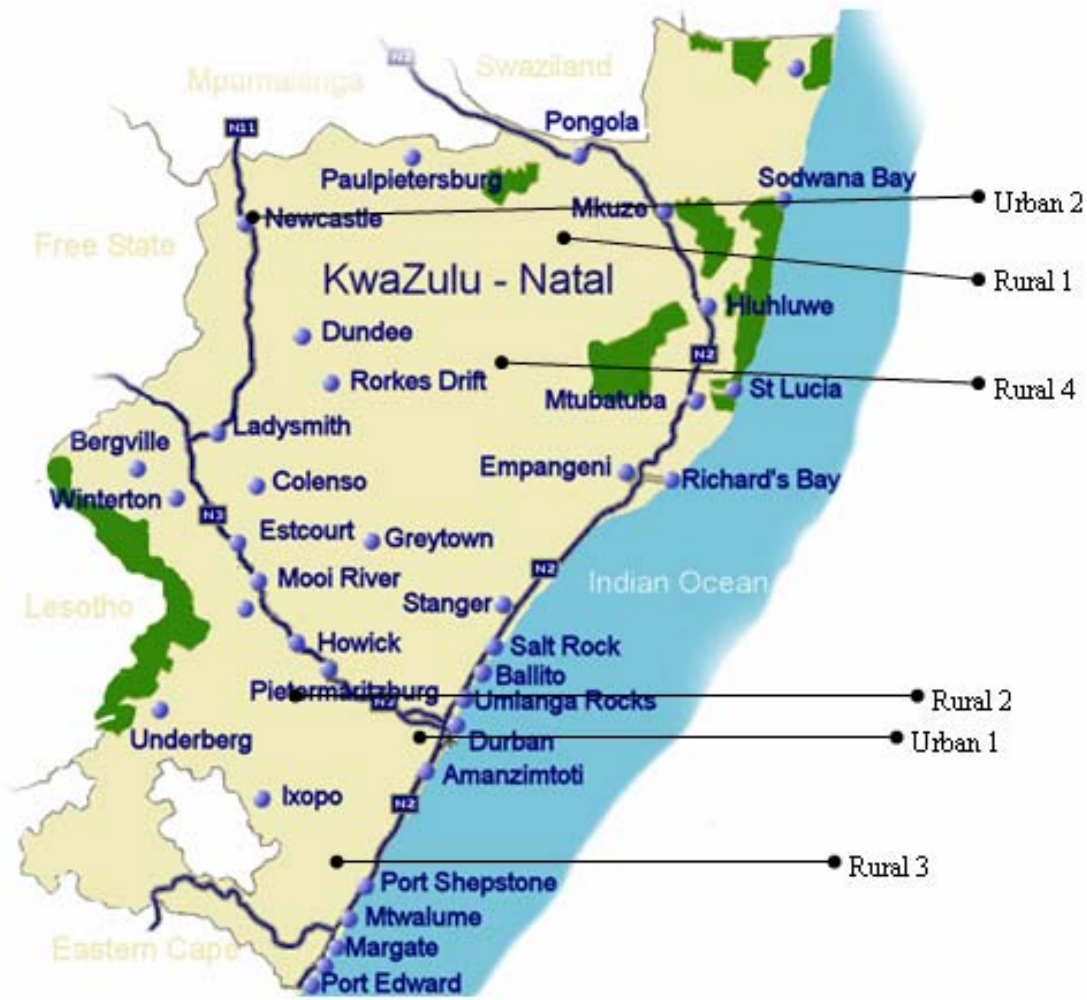 N2
Swaziland
Mpumalanga
N11
Pongola
Paulpietersburg
Sodwana Bay
Mkuze
Urban 2
Newcastle
Free State
Rural 1
KwaZulu - Natal
Hluhluwe
Dundee
N2
Rorkes Drift
Rural 4
St Lucia
Mtubatuba
Ladysmith
Bergville
Empangeni
Richard's Bay
Colenso
Winterton
N3
Estcourt
Greytown
N2
Mooi River
Indian Ocean
Lesotho
Stanger
Howick
Salt Rock
Ballito
Pietermaritzburg
Umlanga Rocks
Rural 2
Underberg
Durban
Urban 1
Amanzimtoti
Ixopo
N2
Rural 3
Port Shepstone
Mtwalume
Eastern Cape
Margate
Port Edward